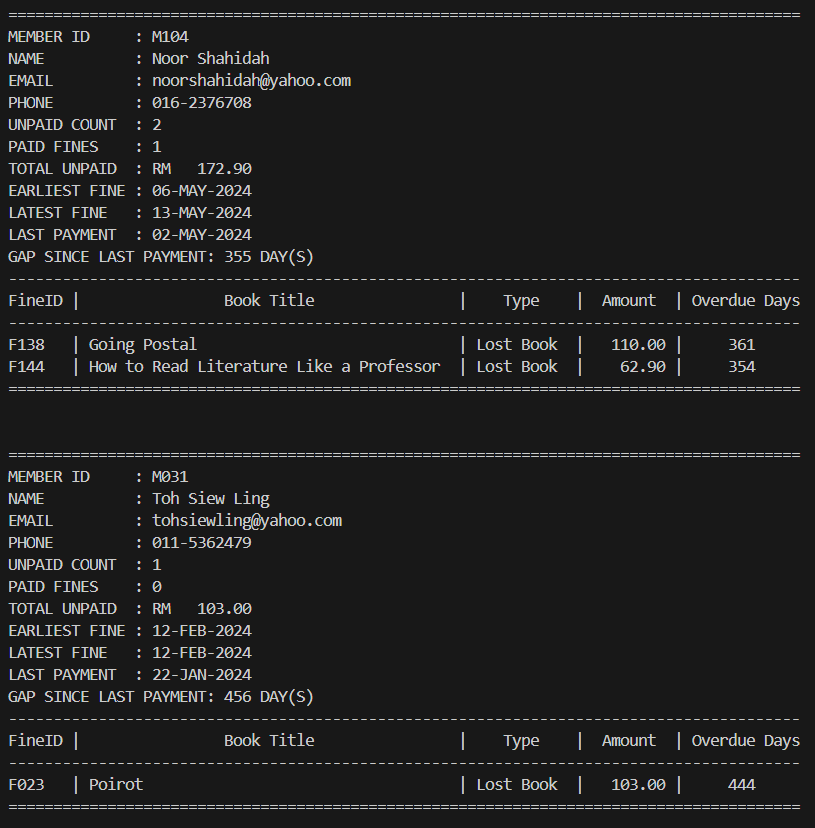 ========================================================================================
MEMBER ID     : M104
NAME          : Noor Shahidah
EMAIL         : noorshahidah@yahoo.com
PHONE         : 016-2376708
UNPAID COUNT  : 2
PAID FINES    : 1
TOTAL UNPAID  : RM   172.90
EARLIEST FINE : 06-MAY-2024
LATEST FINE   : 13-MAY-2024
LAST PAYMENT  : 02-MAY-2024
GAP SINCE LAST PAYMENT: 355 DAY(S)
----------------------------------------------------------------------------------------
FineID |                Book Title                |    Type    |  Amount  | Overdue Days
----------------------------------------------------------------------------------------
F138   | Going Postal                             | Lost Book  |   110.00 |     361
F144   | How to Read Literature Like a Professor  | Lost Book  |    62.90 |     354
========================================================================================
========================================================================================
MEMBER ID     : M031
NAME          : Toh Siew Ling
EMAIL         : tohsiewling@yahoo.com
PHONE         : 011-5362479
UNPAID COUNT  : 1
PAID FINES    : 0
TOTAL UNPAID  : RM   103.00
EARLIEST FINE : 12-FEB-2024
LATEST FINE   : 12-FEB-2024
LAST PAYMENT  : 22-JAN-2024
GAP SINCE LAST PAYMENT: 456 DAY(S)
----------------------------------------------------------------------------------------
FineID |                Book Title                |    Type    |  Amount  | Overdue Days
----------------------------------------------------------------------------------------
F023   | Poirot                                   | Lost Book  |   103.00 |     444
========================================================================================